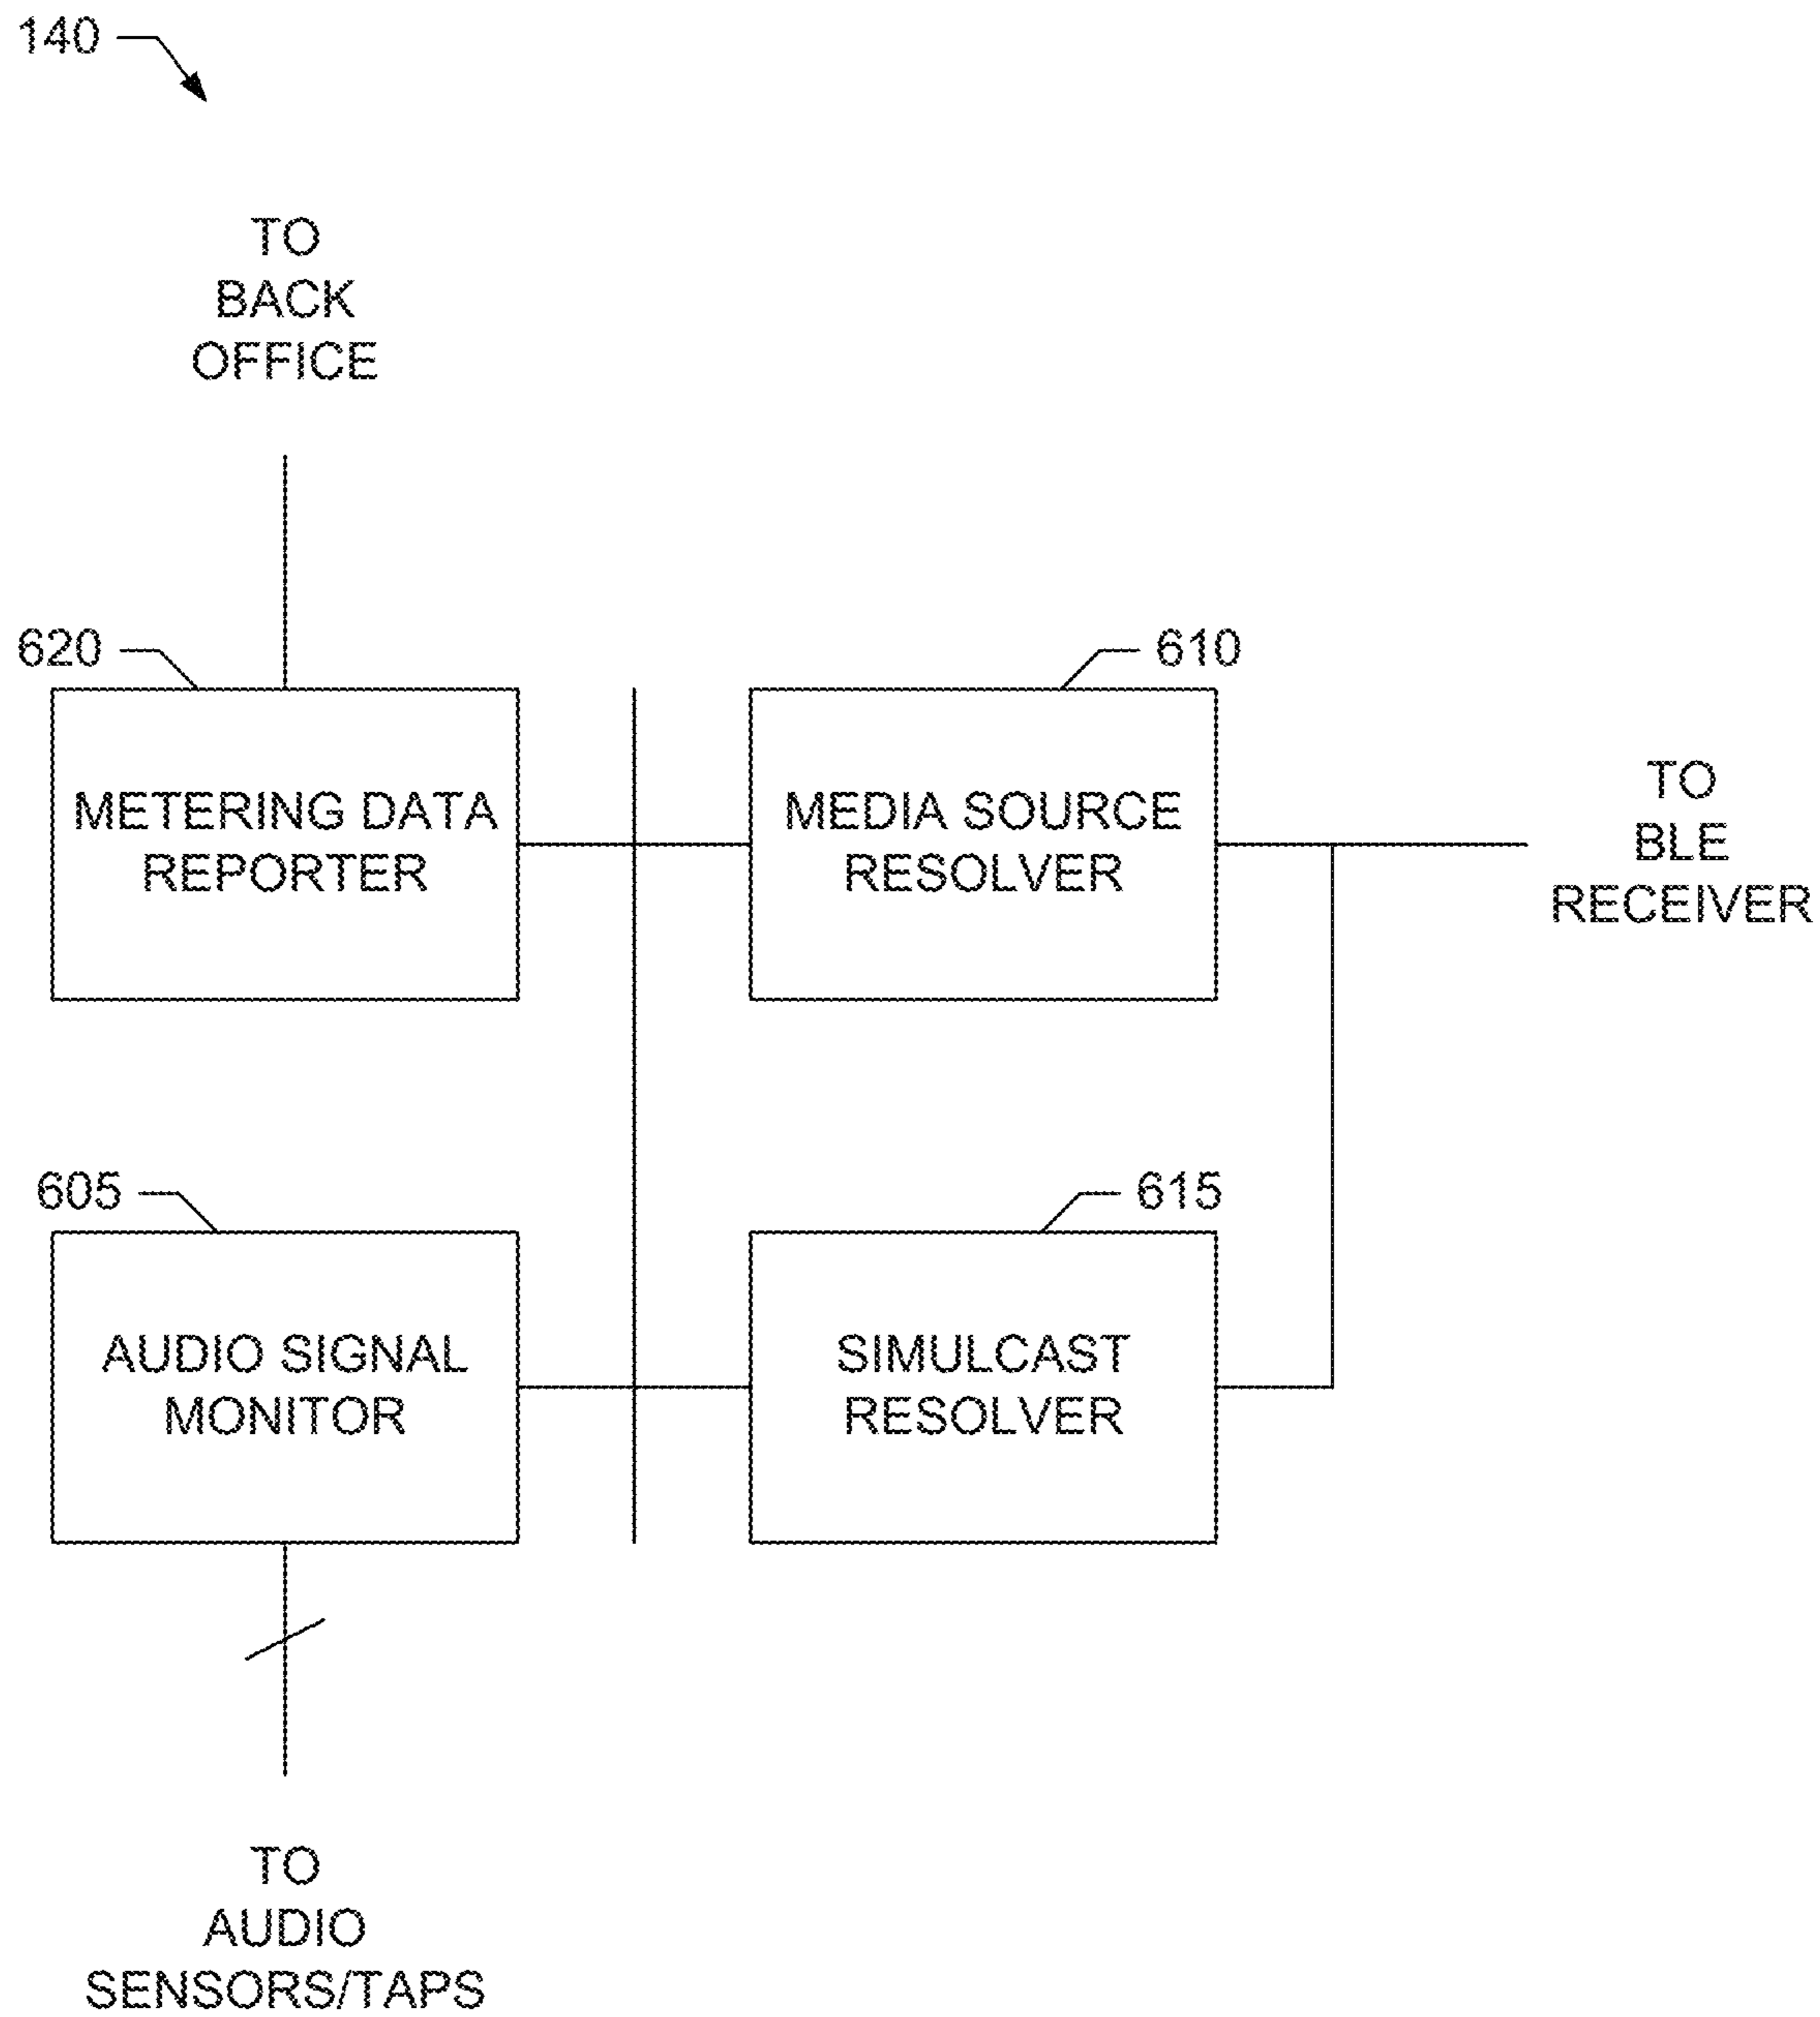 140
TO
BACK
OFFICE
620
METERING DATA
REPORTER
610
MEDIA SOURCE
RESOLVER
TO
BLE
RECEIVER
605
AUDIO SIGNAL
MONITOR
615
SIMULCAST
RESOLVER
TO
AUDIO
SENSORS/TAPS